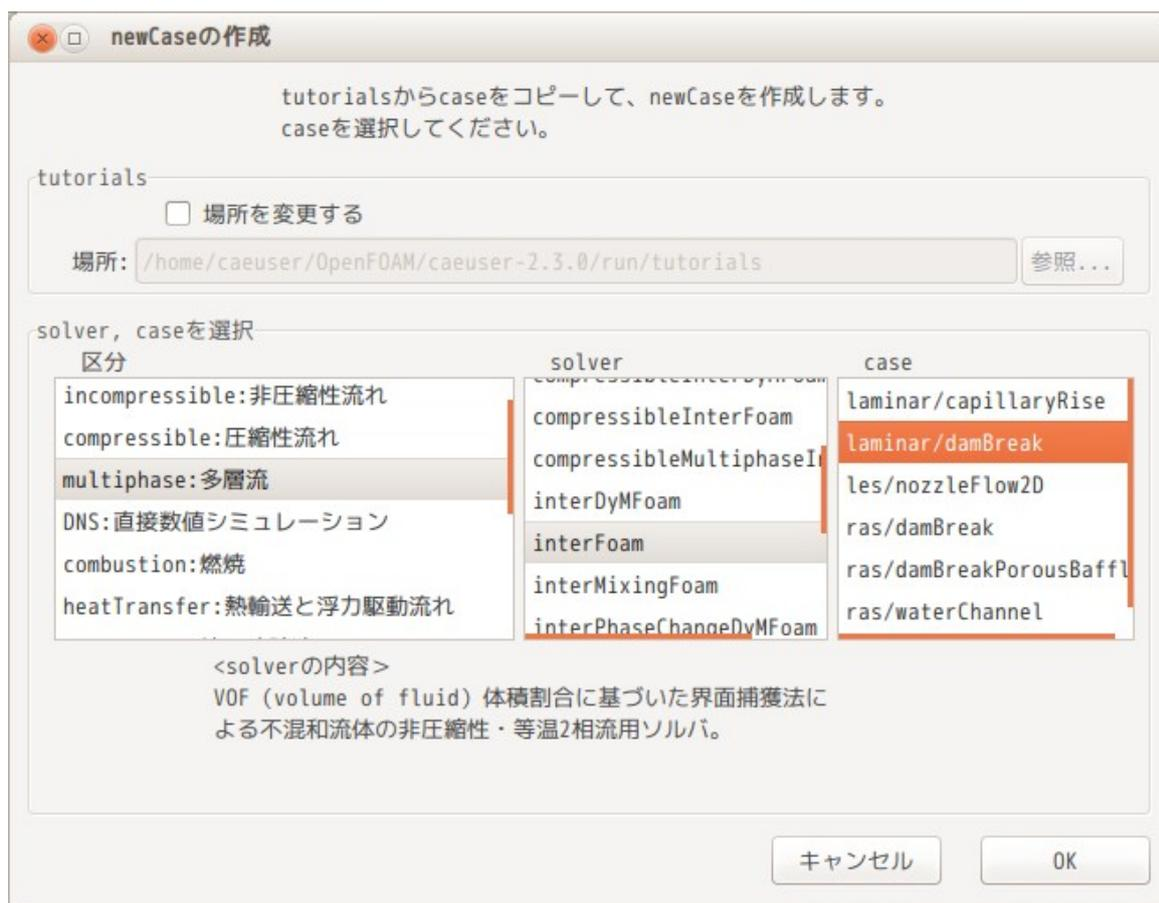 newCaseの作成
tutorialsからcaseをコピーして、newCaseを作成します。
caseを選択してください。
tutorials
場所を変更する
場所:
/home/caeuser/OpenFOAM/caeuser-2.3.0/run/tutorials
参照...
solver, caseを選択
区分
incompressible:非圧縮性流れ
compressible:圧縮性流れ
multiphase:多層流
DNS:直接数値シミュレーション
combustion:燃焼
heatTransfer:熱輸送と浮力駆動流れ
solver
compressibleInterDyMFoam
compressibleInterFoam
compressibleMultiphaseI
interDyMFoam
interFoam
interMixingFoam
interPhaseChangeDyMFoam
case
laminar/capillaryRise
laminar/damBreak
les/nozzleFlow2D
ras/damBreak
ras/damBreakPorousBaffl
ras/waterChannel
<solverの内容>
VOF (volume of fluid) 体積割合に基づいた界面捕獲法に
よる不混和流体の非圧縮性・等温2相流用ソルバ。
キャンセル
OK